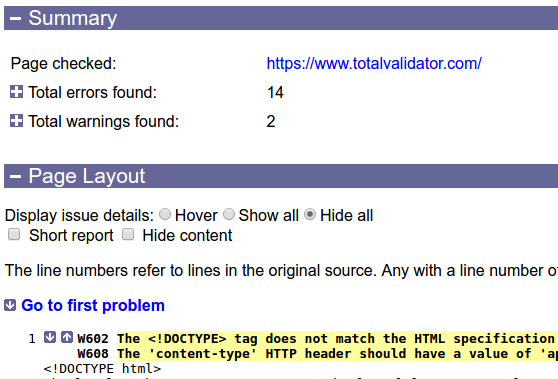 Summary
Page checked: https://www.totalvalidator.com/
Total errors found: 14
Total warnings found: 2
Page Layout
Display issue details: Hover Show all Hide all
Short report Hide content
The line numbers refer to lines in the original source. Any with a line number
Go to first problem
1 W602 The <!DOCTYPE> tag does not match the HTML specification
W608 The 'content-type' HTTP header should have a value of
<!DOCTYPE html>